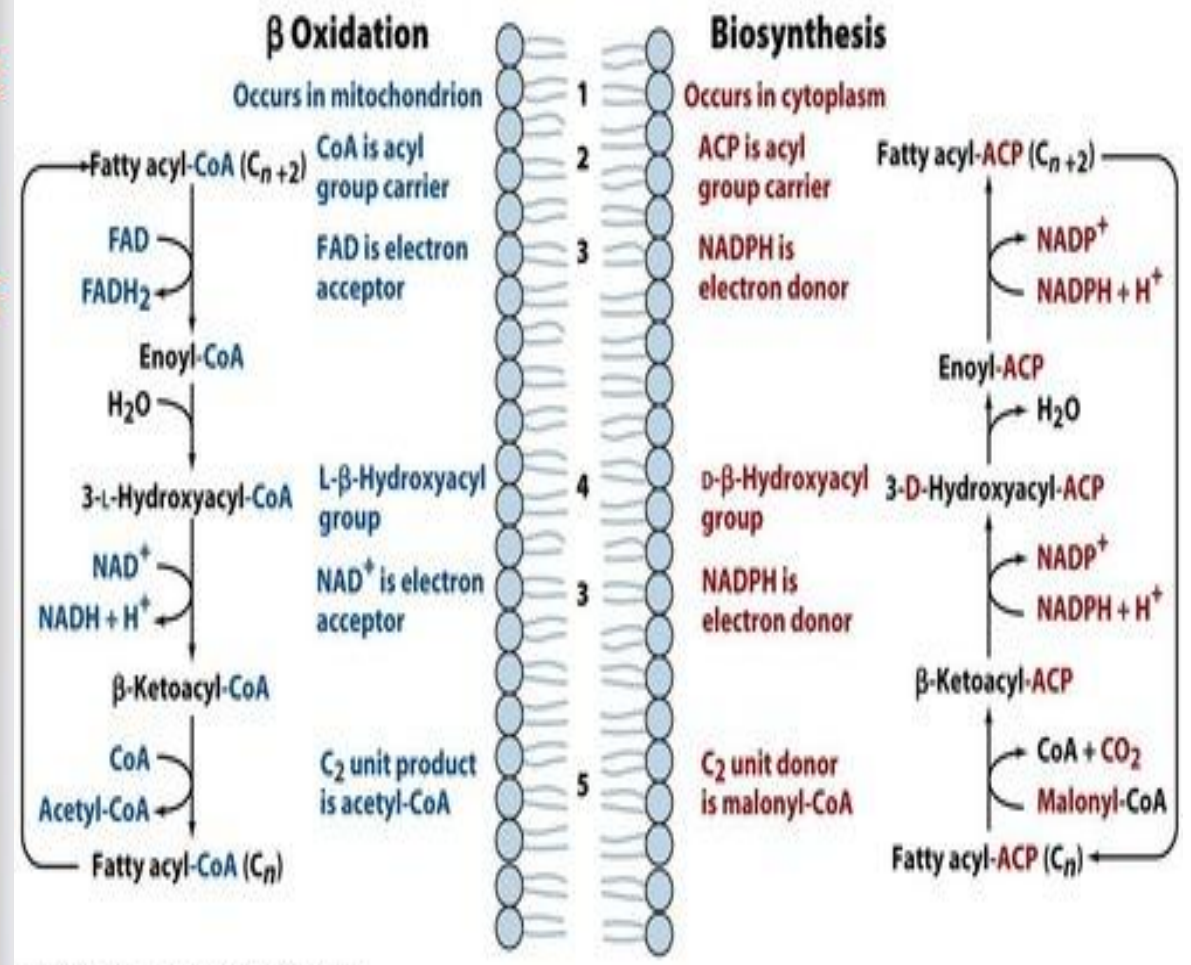 β Oxidation
Occurs in mitochondrion
Fatty acyl-CoA (Cn+2)
CoA is acyl
group carrier
FAD
FADH2
FAD is electron
acceptor
Enoyl-CoA
H2O
3-L-Hydroxyacyl-CoA
L-β-Hydroxyacyl
group
NAD+
NADH + H+
NAD+ is electron
acceptor
β-Ketoacyl-CoA
CoA
Acetyl-CoA
C2 unit product
is acetyl-CoA
Fatty acyl-CoA (Cn)
1
2
3
4
3
5
Biosynthesis
Occurs in cytoplasm
ACP is acyl
group carrier
Fatty acyl-ACP (Cn+2)
NADPH is
electron donor
NADP+
NADPH + H+
Enoyl-ACP
H2O
D-β-Hydroxyacyl
group
3-D-Hydroxyacyl-ACP
NADPH is
electron donor
NADP+
NADPH + H+
β-Ketoacyl-ACP
C2 unit donor
is malonyl-CoA
CoA + CO2
Malonyl-CoA
Fatty acyl-ACP (Cn)